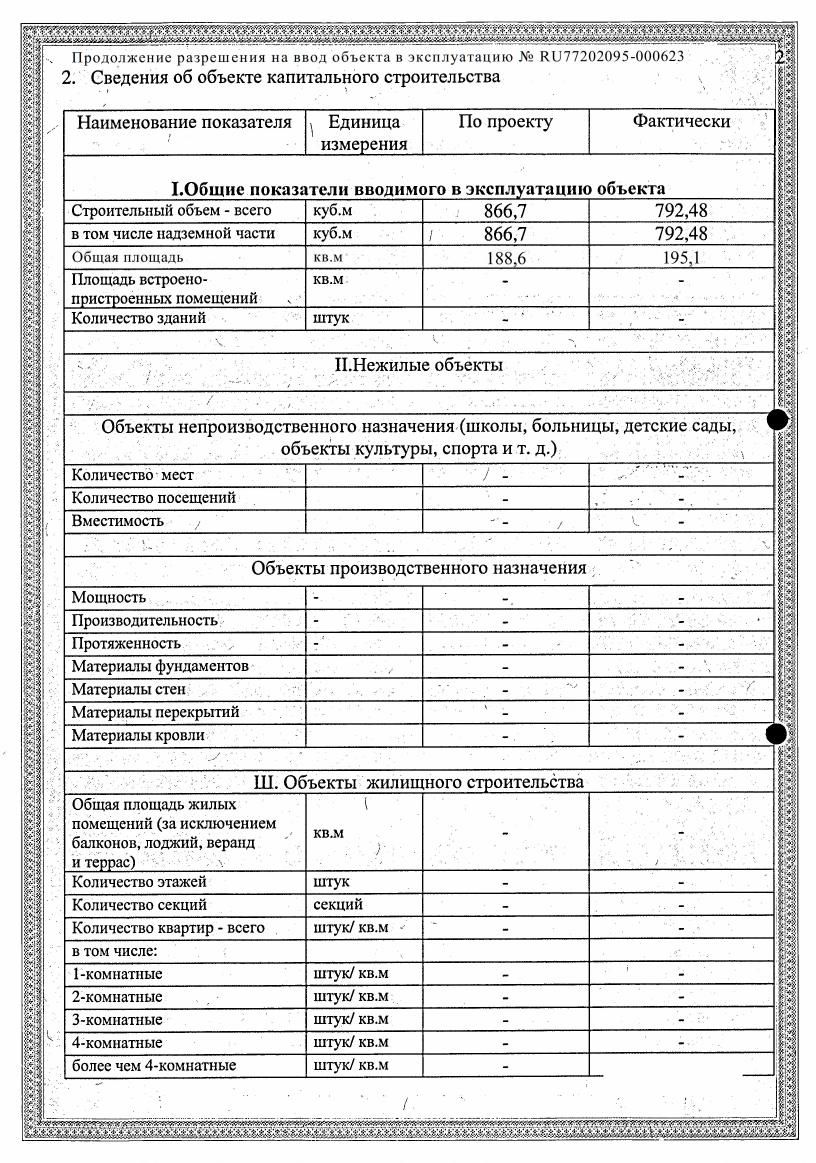 Продолжение разрешения на ввод объекта в эксплуатацию № RU77202095-000623
2
2. Сведения об объекте капитального строительства
Наименование показателя Единица измерения По проекту Фактически
I.Общие показатели вводимого в эксплуатацию объекта
Строительный объем - всего куб.м 866,7 792,48
в том числе надземной части куб.м 866,7 792,48
Общая площадь кв.м 188,6 195,1
Площадь встроено- кв.м - -
пристроенных помещений
Количество зданий штук - -
II.Нежилые объекты
Объекты непроизводственного назначения (школы, больницы, детские сады,
объекты культуры, спорта и т. д.)
Количество мест - -
Количество посещений - -
Вместимость - -
Объекты производственного назначения
Мощность - - -
Производительность - - -
Протяженность - - -
Материалы фундаментов - -
Материалы стен - -
Материалы перекрытий - -
Материалы кровли - -
Ш. Объекты жилищного строительства
Общая площадь жилых
помещений (за исключением
балконов, лоджий, веранд
и террас) кв.м - -
Количество этажей штук - -
Количество секций секций - -
Количество квартир - всего штук/ кв.м - -
в том числе:
1-комнатные штук/ кв.м - -
2-комнатные штук/ кв.м - -
3-комнатные штук/ кв.м - -
4-комнатные штук/ кв.м - -
более чем 4-комнатные штук/ кв.м -